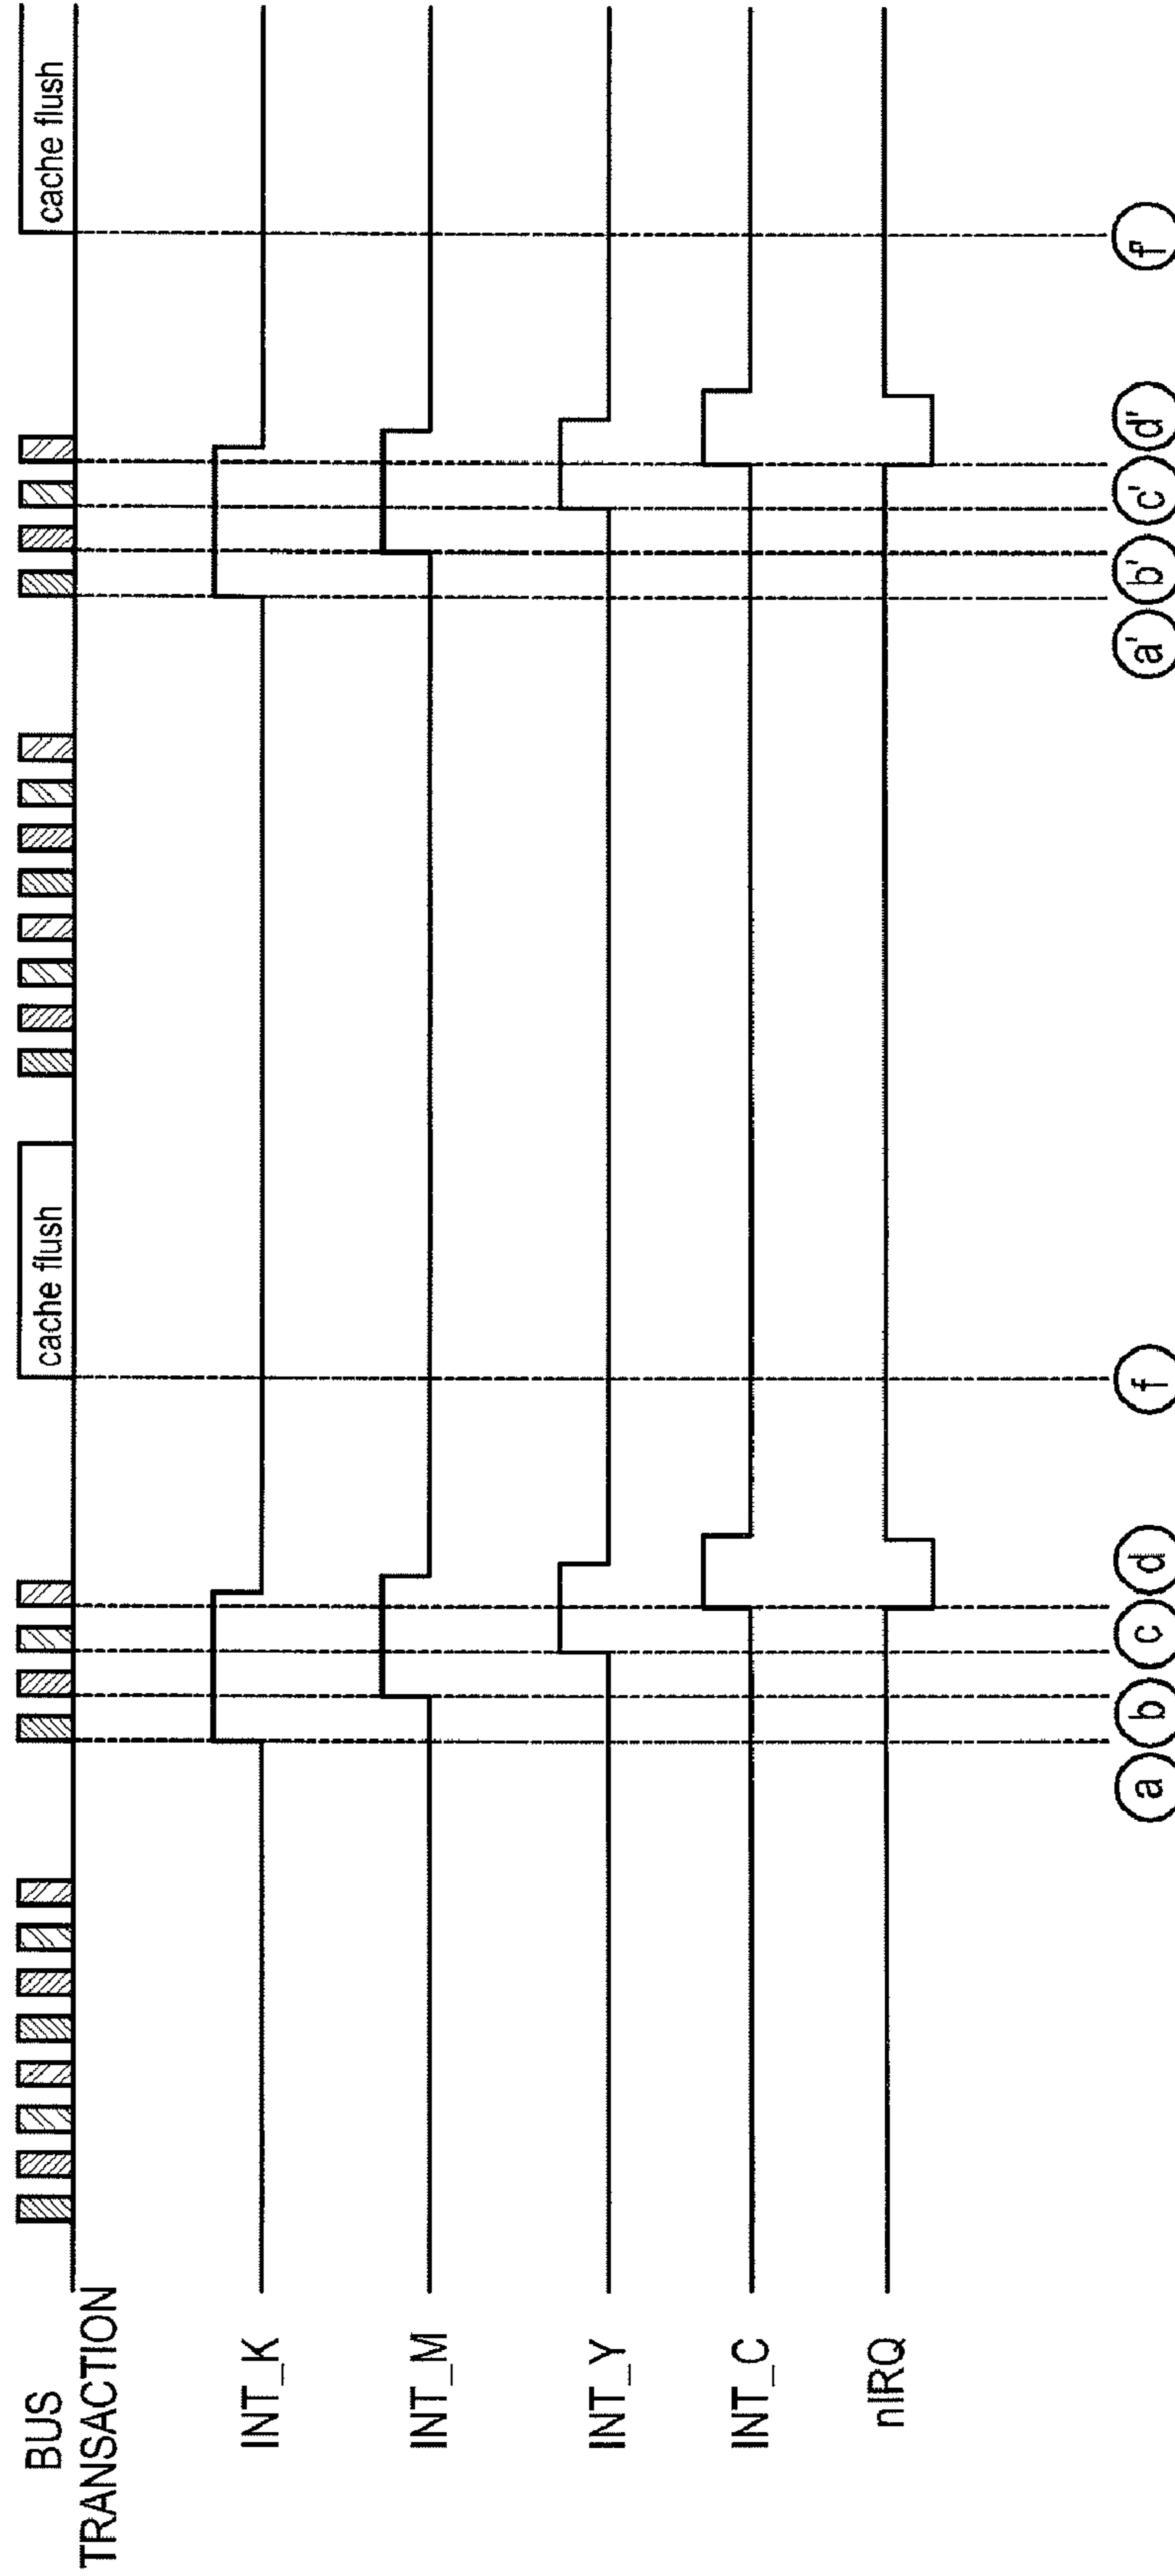 BUS
TRANSACTION
cache flush
cache flush
INT_K
INT_M
INT_Y
INT_C
nIRQ
a b c d f a' b' c' d' f'